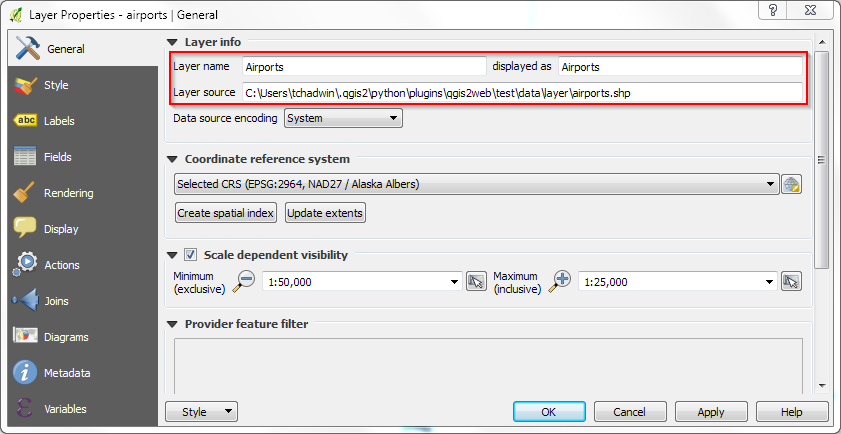 Layer Properties - airports | General
General
Style
Labels
Fields
Rendering
Display
Actions
Joins
Diagrams
Metadata
Variables
Layer info
Layer name Airports displayed as Airports
Layer source C:\Users\tchadwin\.qgis2\python\plugins\qgis2web\test\data\layer\airports.shp
Data source encoding System
Coordinate reference system
Selected CRS (EPSG:2964, NAD27 / Alaska Albers)
Create spatial index Update extents
Scale dependent visibility
Minimum (exclusive) 1:50,000 Maximum (inclusive) 1:25,000
Provider feature filter
Style OK Cancel Apply Help